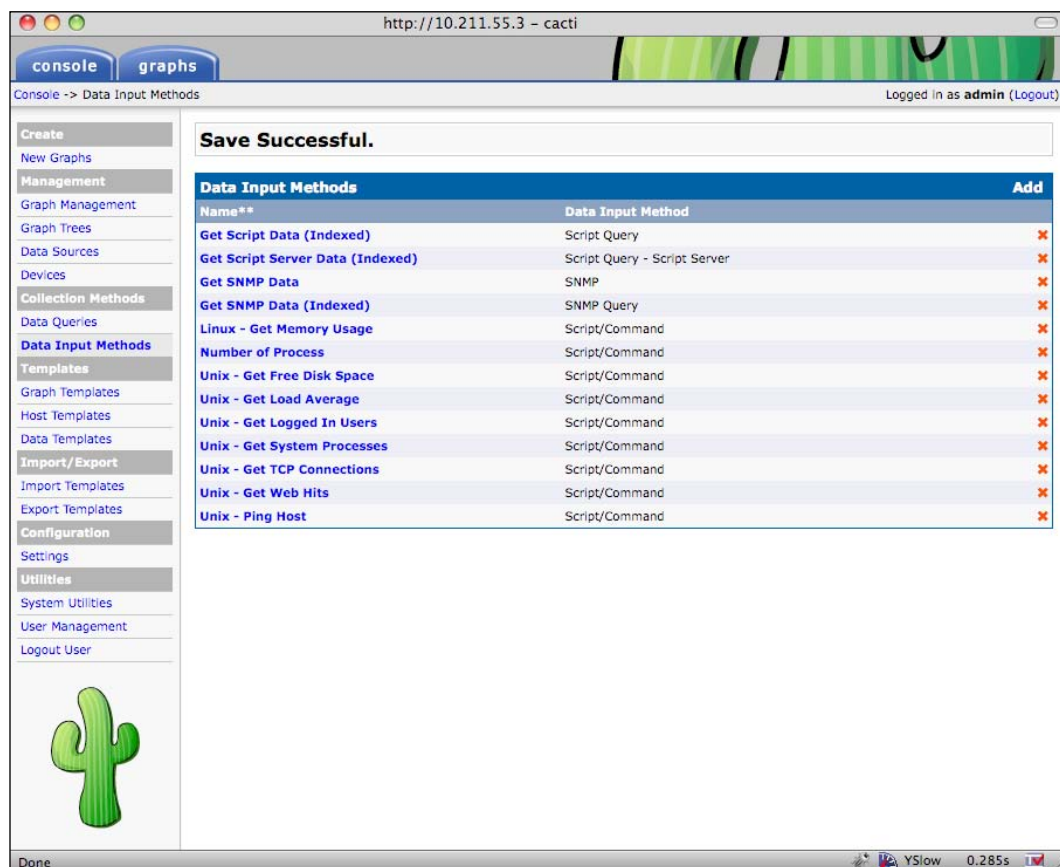 http://10.211.55.3 – cacti
console graphs
Console -> Data Input Methods
Logged in as admin (Logout)
Create
New Graphs
Management
Graph Management
Graph Trees
Data Sources
Devices
Collection Methods
Data Queries
Data Input Methods
Templates
Graph Templates
Host Templates
Data Templates
Import/Export
Import Templates
Export Templates
Configuration
Settings
Utilities
System Utilities
User Management
Logout User
Save Successful.
Data Input Methods Add
Name** Data Input Method
Get Script Data (Indexed) Script Query
Get Script Server Data (Indexed) Script Query - Script Server
Get SNMP Data SNMP
Get SNMP Data (Indexed) SNMP Query
Linux - Get Memory Usage Script/Command
Number of Process Script/Command
Unix - Get Free Disk Space Script/Command
Unix - Get Load Average Script/Command
Unix - Get Logged In Users Script/Command
Unix - Get System Processes Script/Command
Unix - Get TCP Connections Script/Command
Unix - Get Web Hits Script/Command
Unix - Ping Host Script/Command
Done YSlow 0.285s